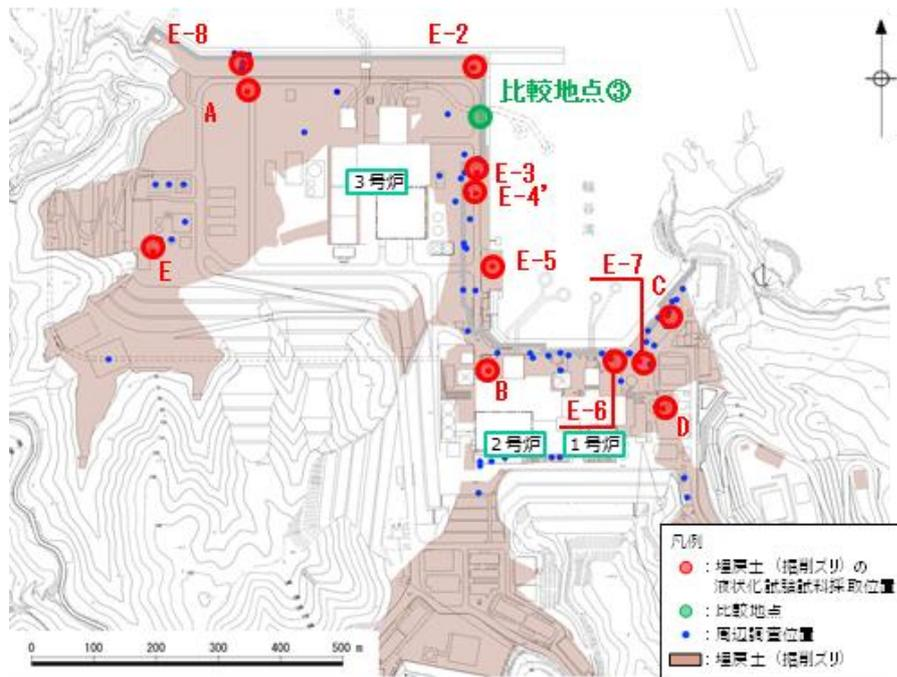 E-8
E-2
A
比較地点③
E-3
3号炉
E-4'
輪谷湾
E-5
E-7
C
E
B
E-6
D
2号炉
1号炉
凡例
：埋戻土（掘削ズリ）の
液状化試験試料採取位置
：比較地点
：周辺調査位置
：埋戻土（掘削ズリ）
0 100 200 300 400 500 m